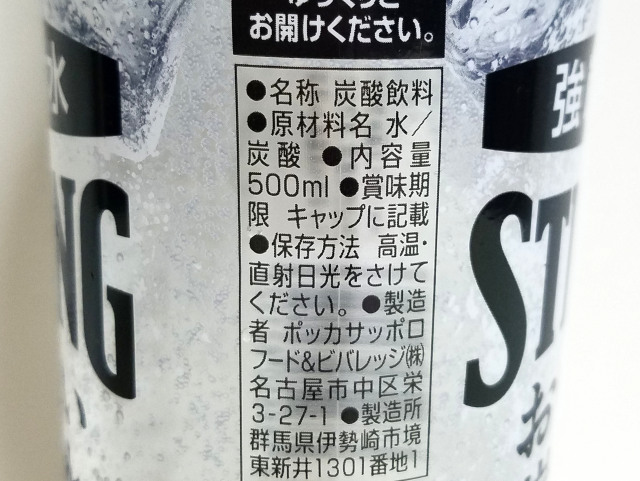 お開けください。
●名称 炭酸飲料
●原材料名 水／
炭酸 ●内容量
500ml ●賞味期
限 キャップに記載
●保存方法 高温・
直射日光をさけて
ください。●製造
者 ポッカサッポロ
フード&ビバレッジ㈱
名古屋市中区栄
3-27-1 ●製造所
群馬県伊勢崎市境
東新井1301番地1
水
NG
強
ST
お